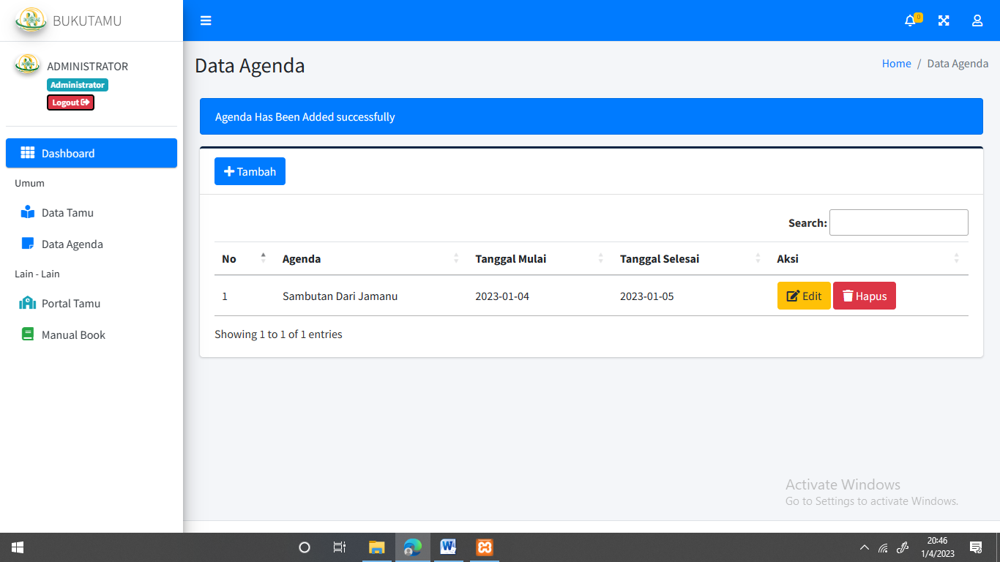 BUKUTAMU
0
ADMINISTRATOR
Administrator
Logout
Data Agenda
Home / Data Agenda
Agenda Has Been Added successfully
Dashboard
Umum
Data Tamu
Data Agenda
Lain - Lain
Portal Tamu
Manual Book
Tambah
Search:
No Agenda Tanggal Mulai Tanggal Selesai Aksi
1 Sambutan Dari Jamanu 2023-01-04 2023-01-05 Edit Hapus
Showing 1 to 1 of 1 entries
Activate Windows
Go to Settings to activate Windows.
20:46
1/4/2023